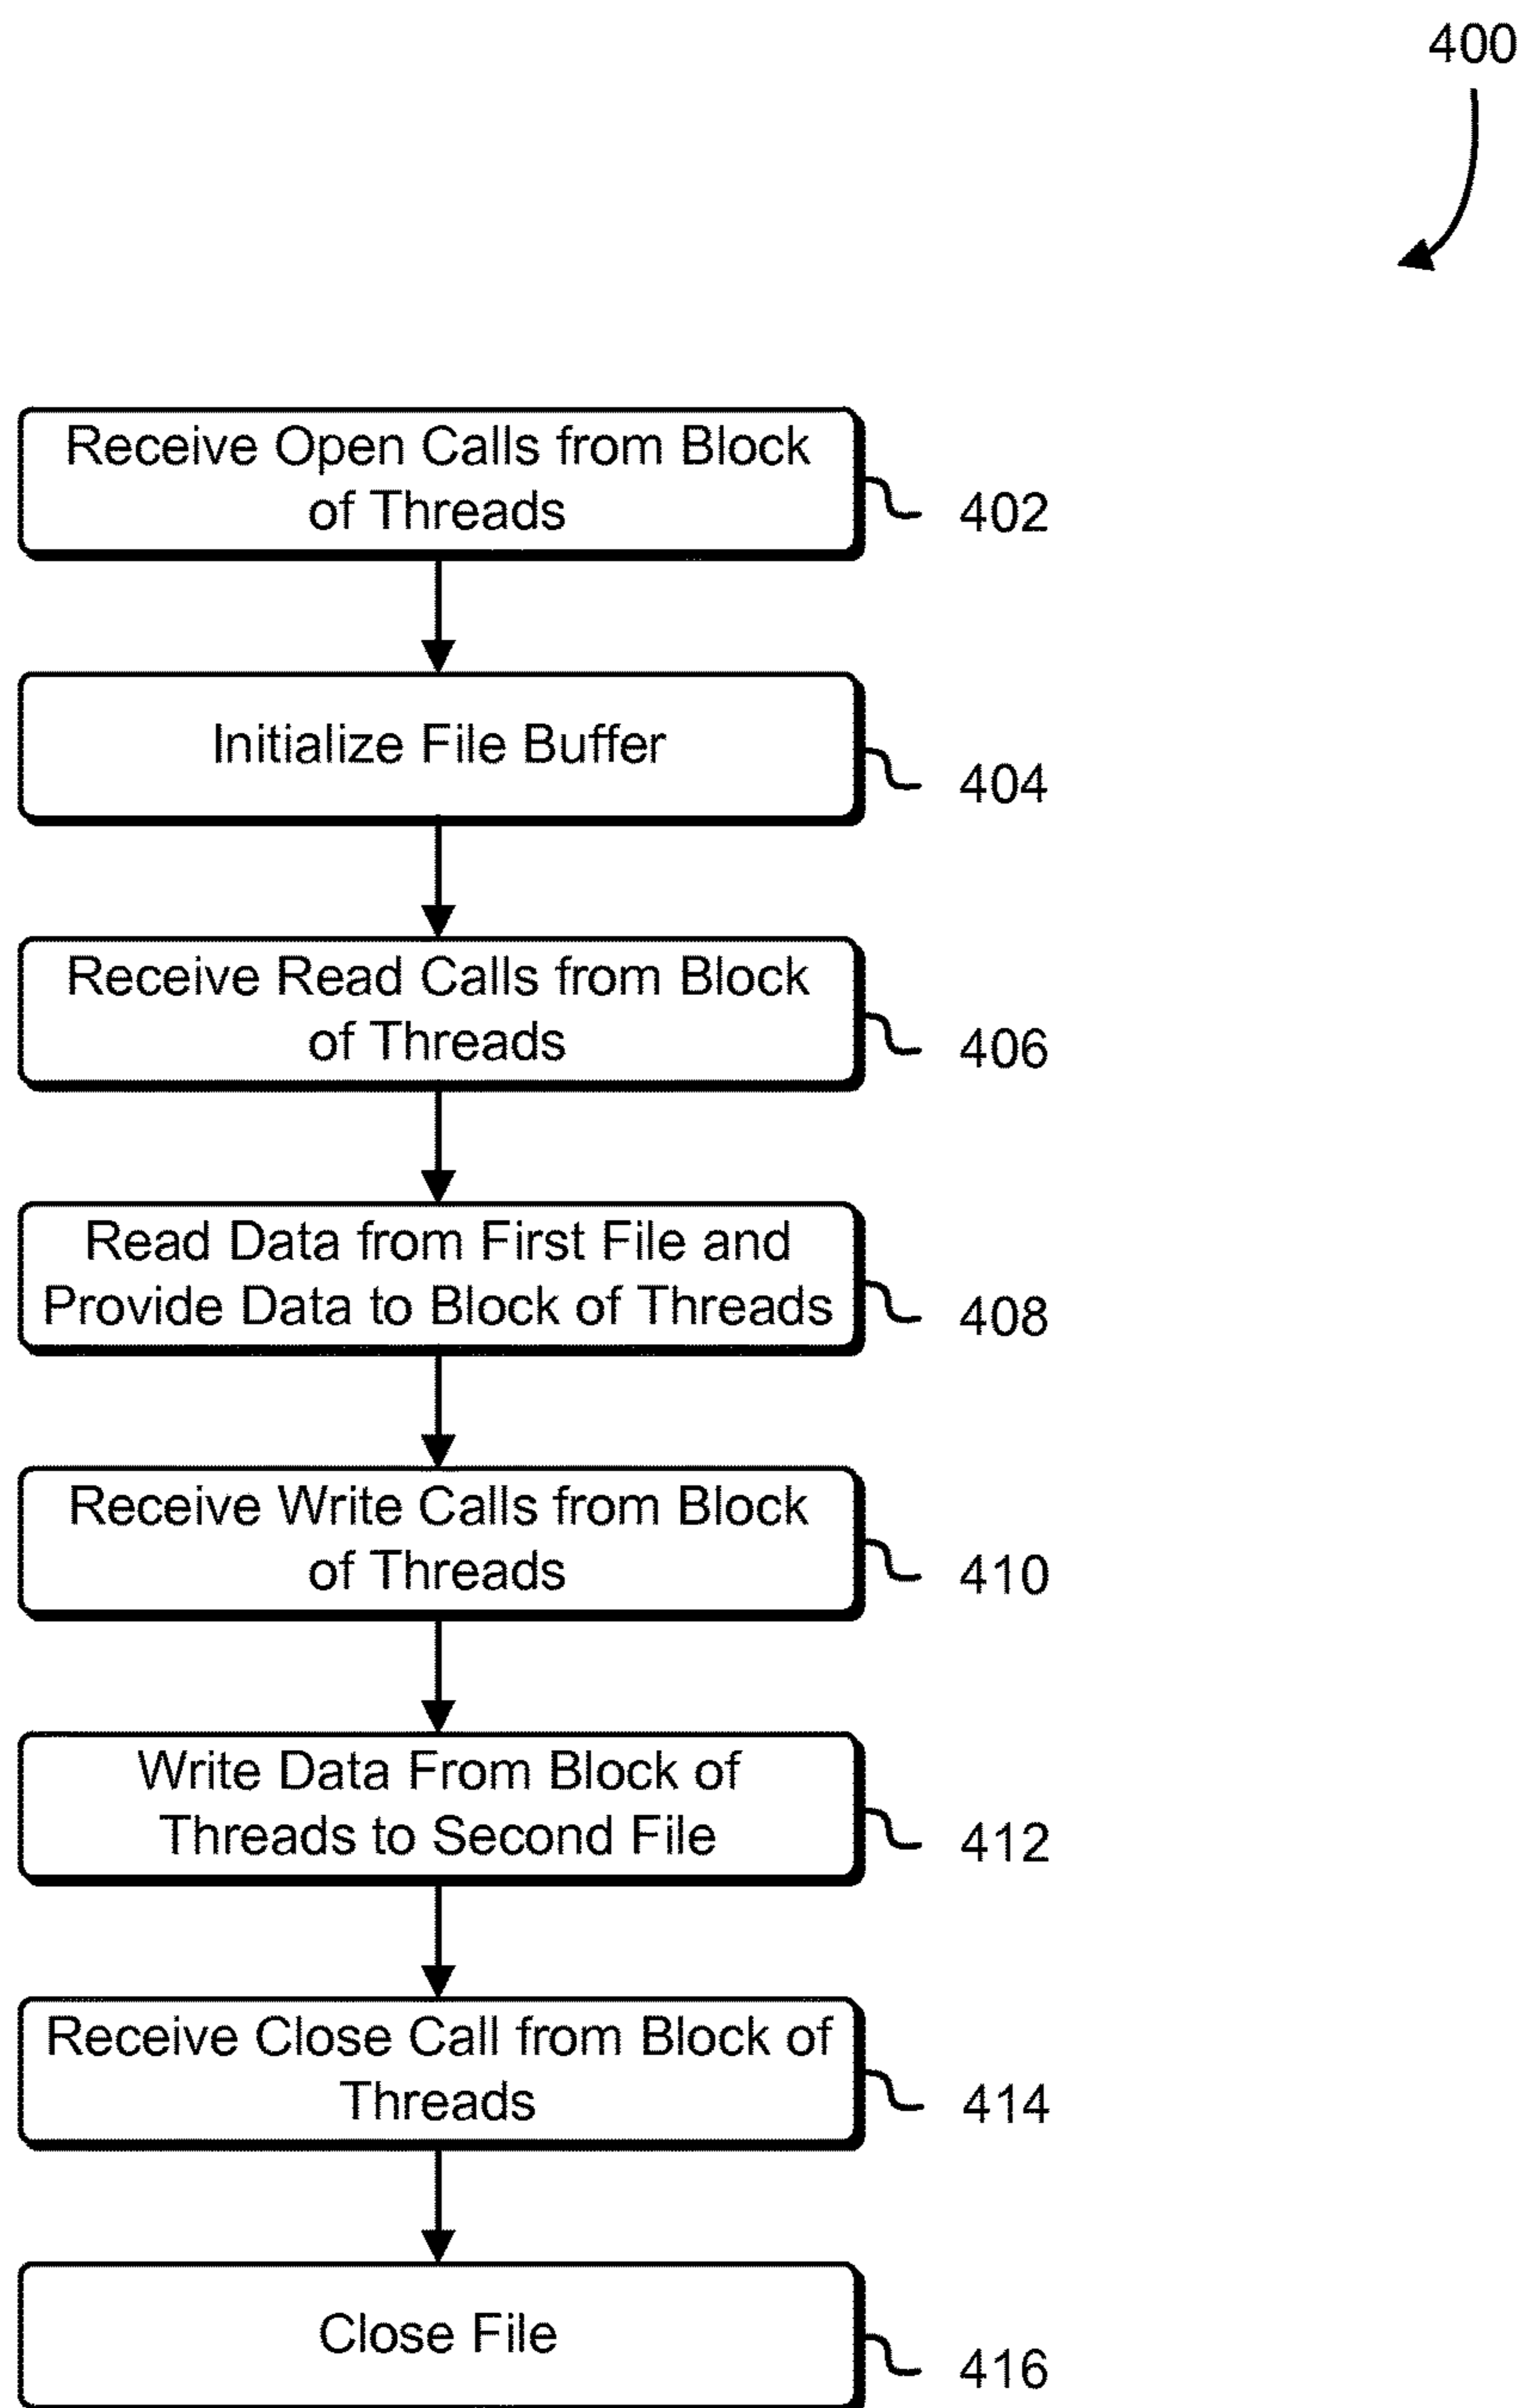 400
Receive Open Calls from Block
of Threads
402
Initialize File Buffer
404
Receive Read Calls from Block
of Threads
406
Read Data from First File and
Provide Data to Block of Threads
408
Receive Write Calls from Block
of Threads
410
Write Data From Block of
Threads to Second File
412
Receive Close Call from Block of
Threads
414
Close File
416